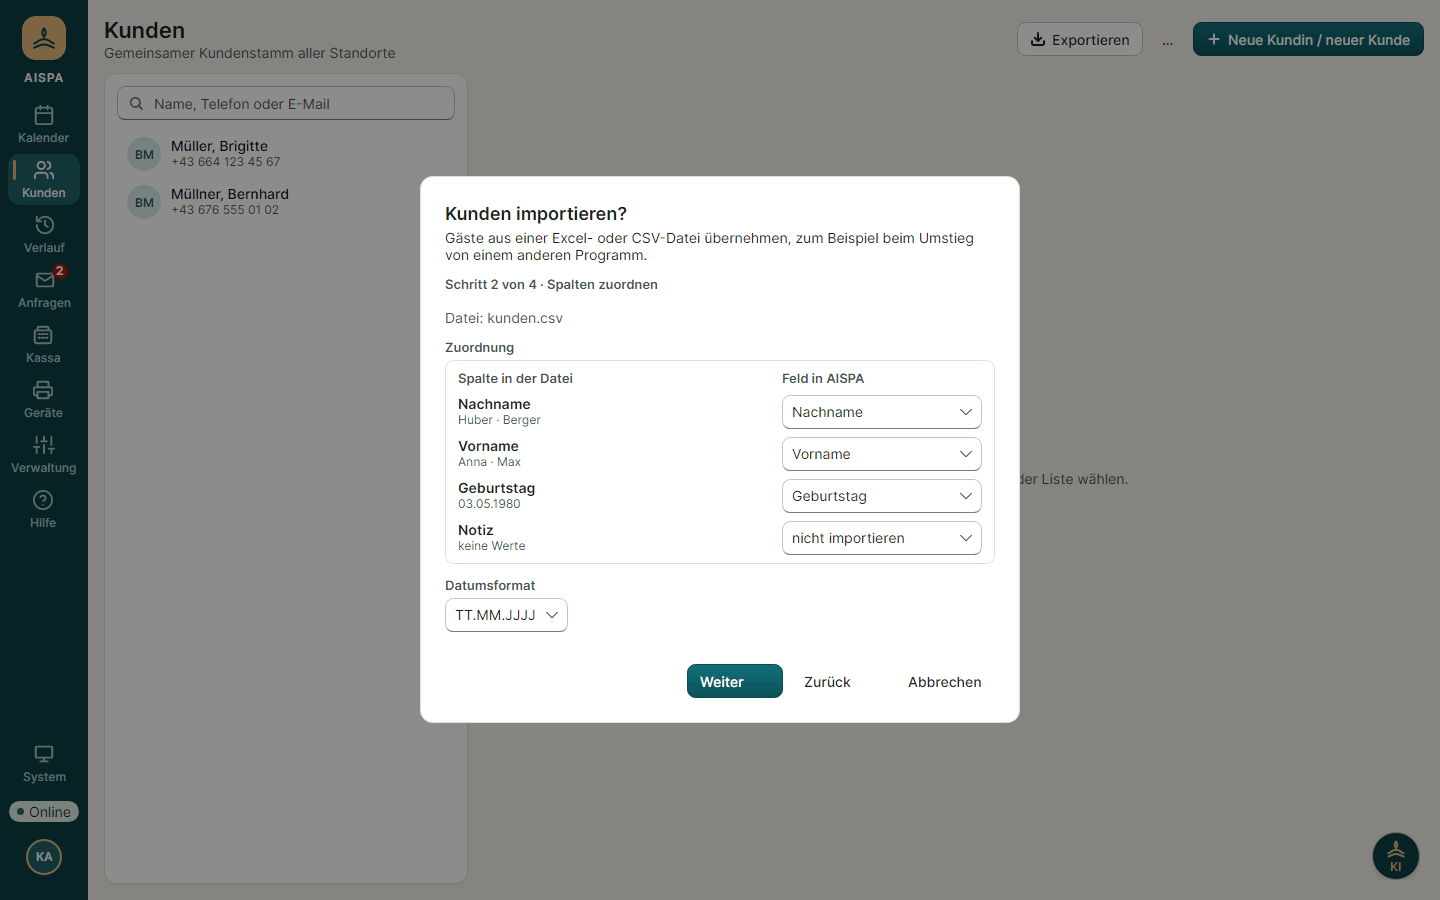 AISPA
Kalender
Kunden
Verlauf
2
Anfragen
Kassa
Geräte
Verwaltung
Hilfe
System
Online
KA
Kunden
Gemeinsamer Kundenstamm aller Standorte
Exportieren
...
+ Neue Kundin / neuer Kunde
Name, Telefon oder E-Mail
BM
Müller, Brigitte
+43 664 123 45 67
BM
Müllner, Bernhard
+43 676 555 01 02
der Liste wählen.
Kunden importieren?
Gäste aus einer Excel- oder CSV-Datei übernehmen, zum Beispiel beim Umstieg
von einem anderen Programm.
Schritt 2 von 4 · Spalten zuordnen
Datei: kunden.csv
Zuordnung
Spalte in der Datei
Feld in AISPA
Nachname
Huber · Berger
Nachname
Vorname
Anna · Max
Vorname
Geburtstag
03.05.1980
Geburtstag
Notiz
keine Werte
nicht importieren
Datumsformat
TT.MM.JJJJ
Weiter
Zurück
Abbrechen
KI